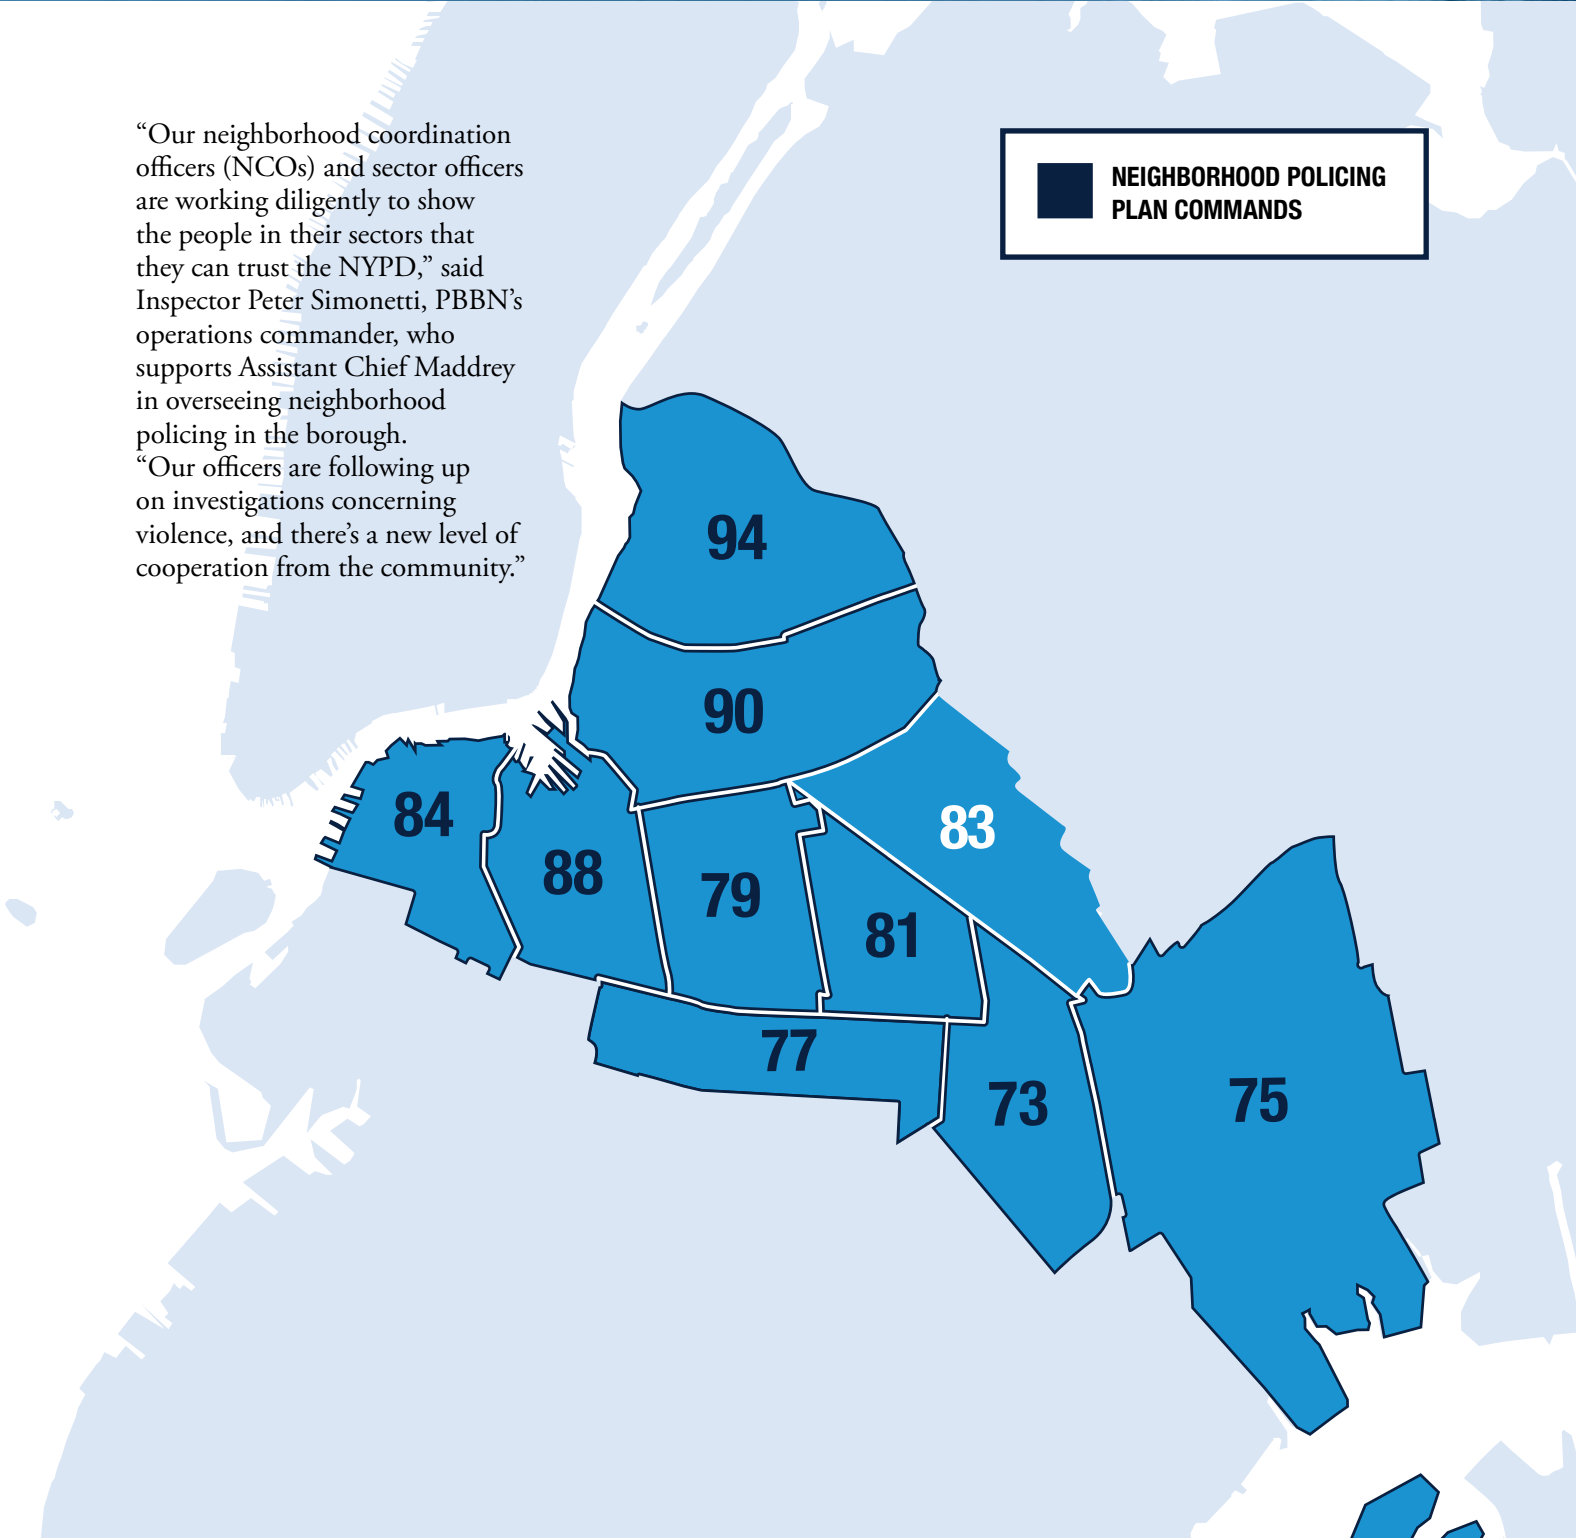 “Our neighborhood coordination
officers (NCOs) and sector officers
are working diligently to show
the people in their sectors that
they can trust the NYPD,” said
Inspector Peter Simonetti, PBBN’s
operations commander, who
supports Assistant Chief Maddrey
in overseeing neighborhood
policing in the borough.
“Our officers are following up
on investigations concerning
violence, and there’s a new level of
cooperation from the community.”
NEIGHBORHOOD POLICING
PLAN COMMANDS
94
90
84
83
88
79
81
77
73
75